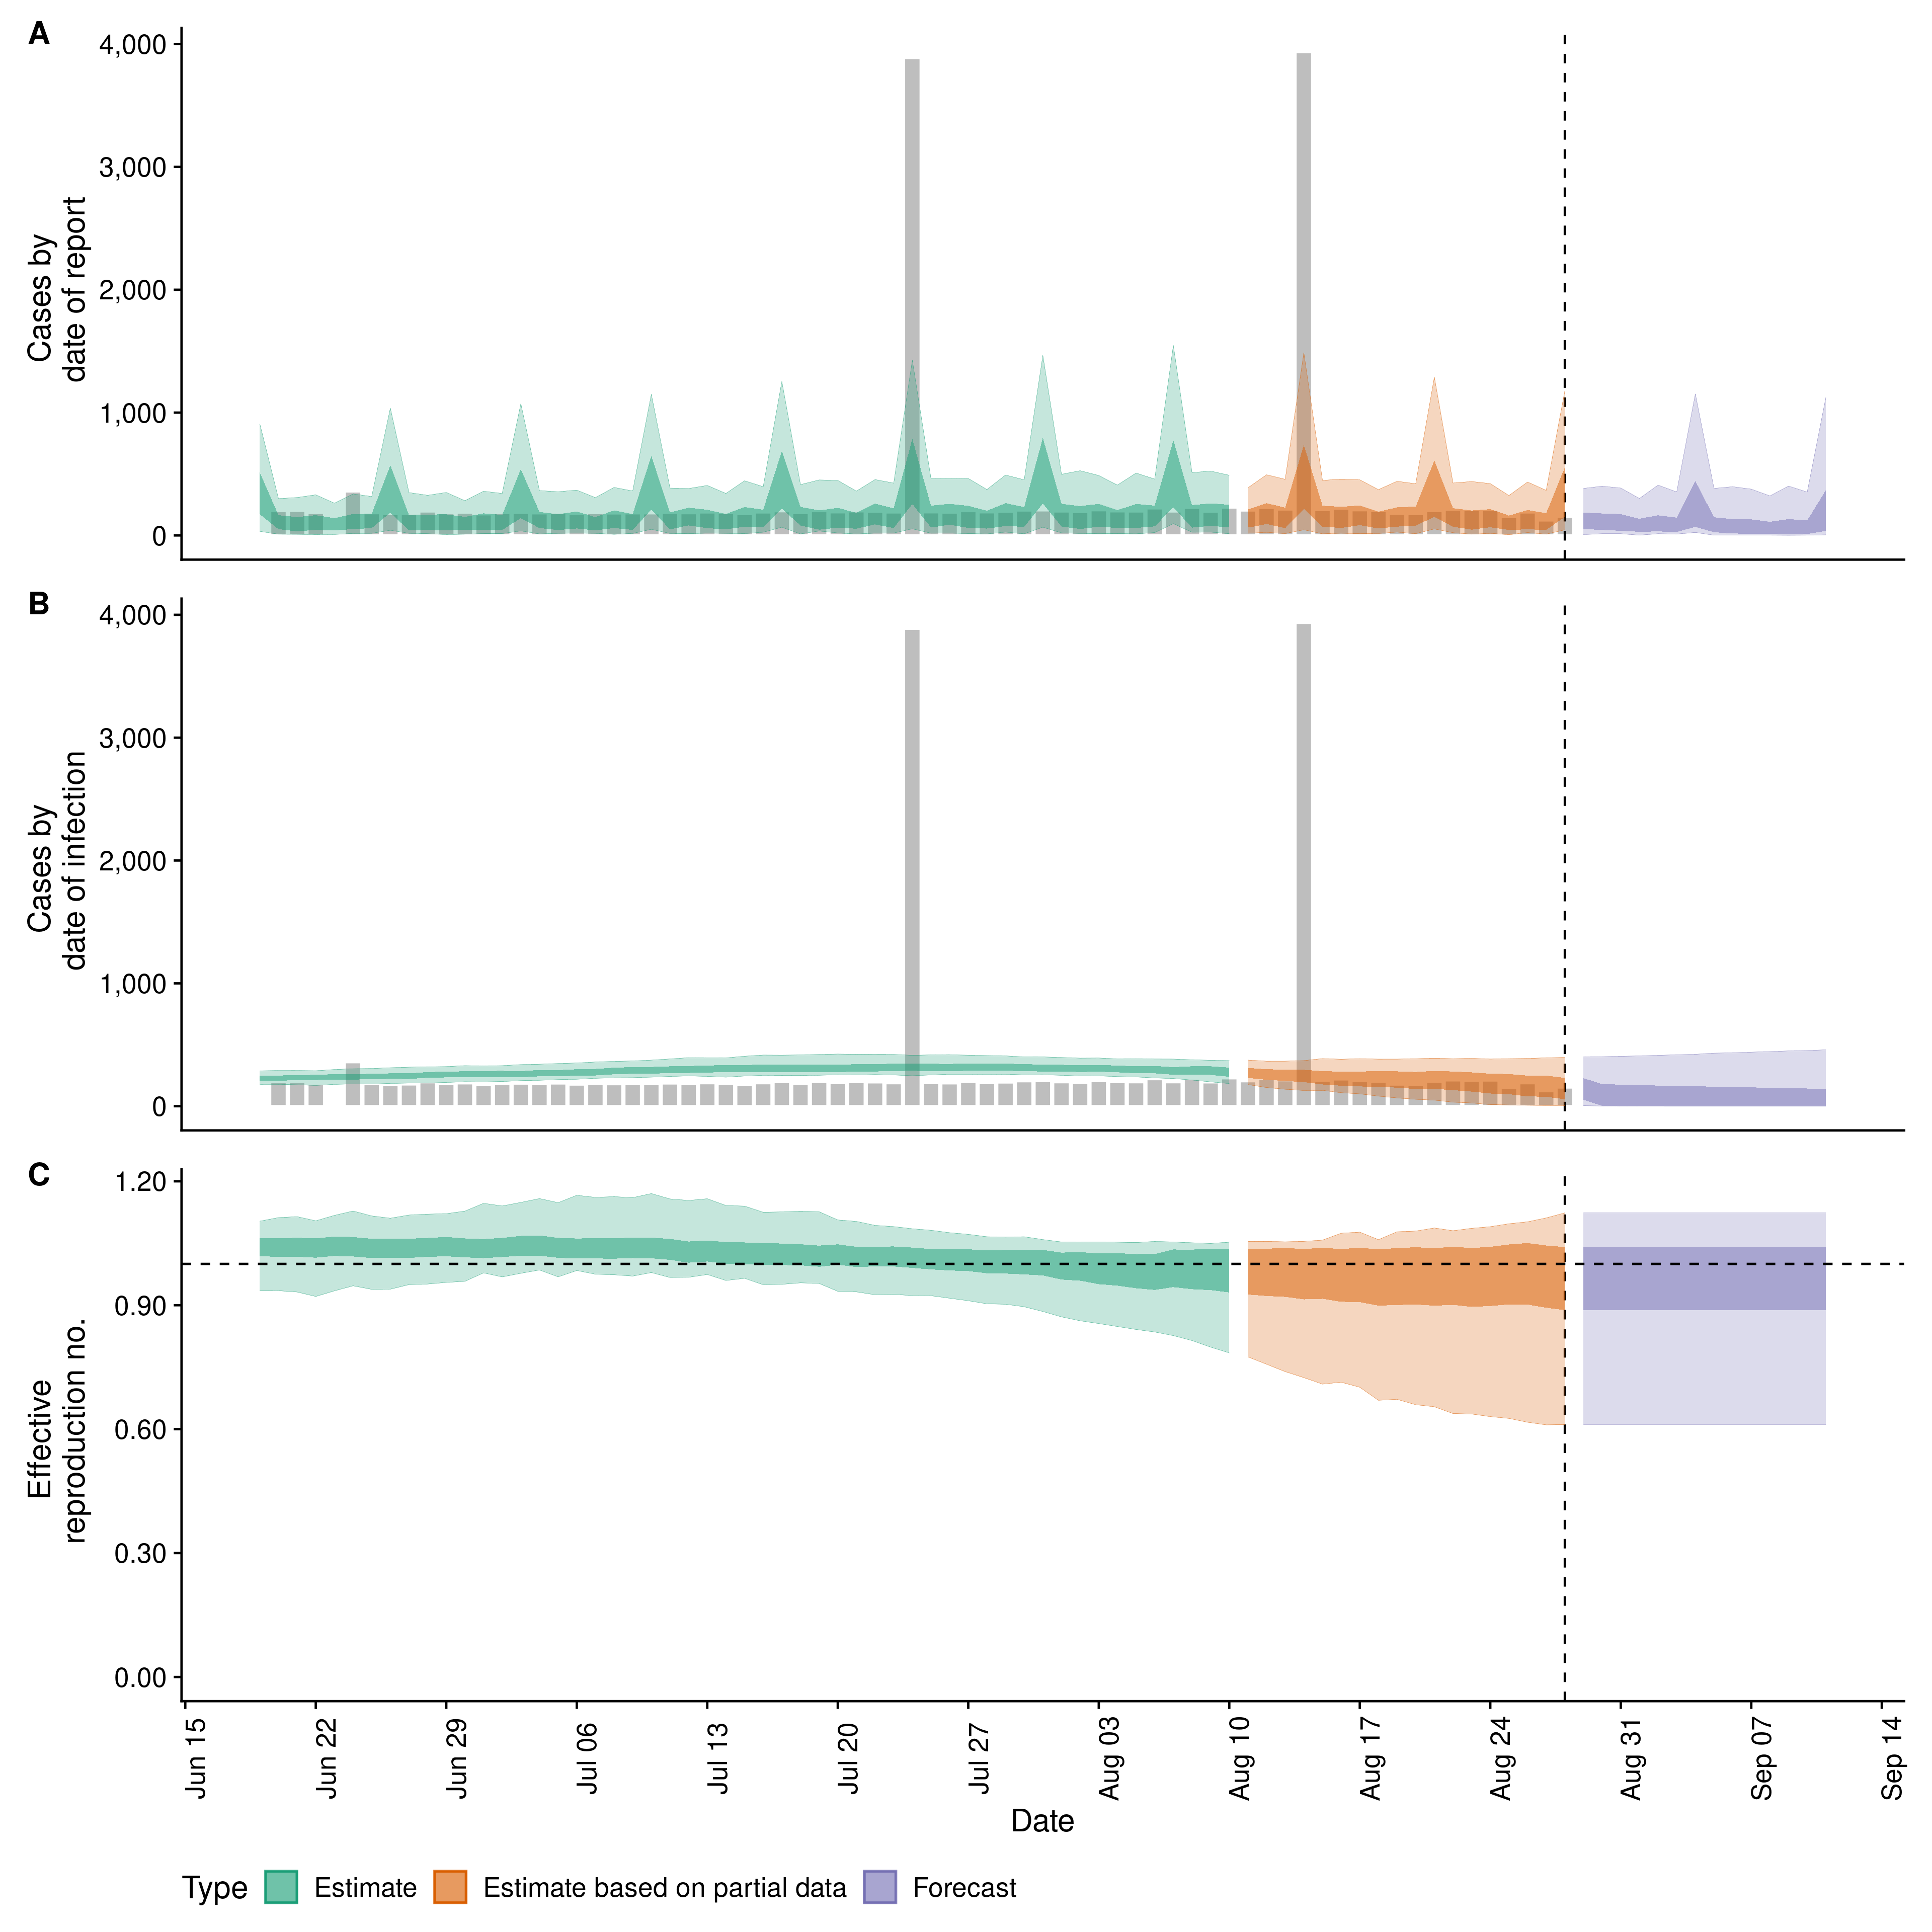 A
4,000
3,000
2,000
1,000
0
Cases by
date of report
B
4,000
3,000
2,000
1,000
0
Cases by
date of infection
C
1.20
0.90
0.60
0.30
0.00
Effective
reproduction no.
Jun 15
Jun 22
Jun 29
Jul 06
Jul 13
Jul 20
Jul 27
Aug 03
Aug 10
Aug 17
Aug 24
Aug 31
Sep 07
Sep 14
Date
Type Estimate Estimate based on partial data Forecast